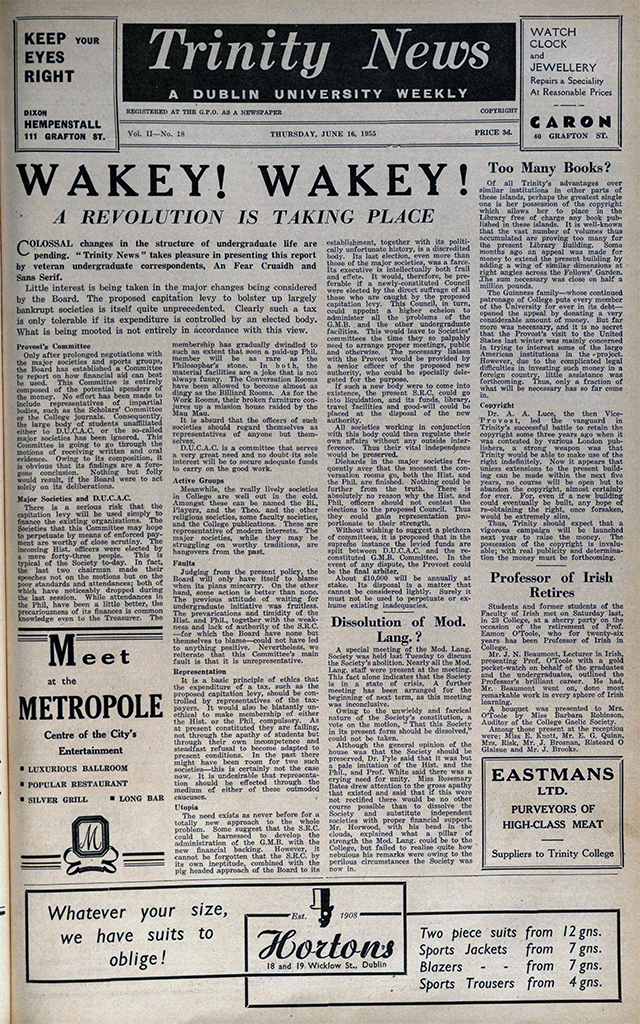 KEEP YOUR
EYES
RIGHT
DIXON
HEMPENSTALL
111 GRAFTON ST.
Trinity News
A DUBLIN UNIVERSITY WEEKLY
REGISTERED AT THE G.P.O. AS A NEWSPAPER
COPYRIGHT
Vol. II—No. 18
THURSDAY, JUNE 16, 1955
PRICE 3d.
WATCH
CLOCK
and
JEWELLERY
Repairs a Speciality
At Reasonable Prices
CARON
40 GRAFTON ST.
WAKEY! WAKEY!
A REVOLUTION IS TAKING PLACE
COLOSSAL changes in the structure of undergraduate life are
pending. "Trinity News" takes pleasure in presenting this report
by veteran undergraduate correspondents, An Fear Cruaidh and
Sans Serif.
Little interest is being taken in the major changes being considered
by the Board. The proposed capitation levy to bolster up largely
bankrupt societies is itself quite unprecedented. Clearly such a tax
is only tolerable if its expenditure is controlled by an elected body.
What is being mooted is not entirely in accordance with this view.
Provost's Committee
Only after prolonged negotiations with
the major societies and sports groups,
the Board has established a Committee
to report on how financial aid can best
be used. This Committee is entirely
composed of the potential spenders of
the money. No effort has been made to
include representatives of impartial
bodies, such as the Scholars' Committee
or the College journals. Consequently,
the large body of students unaffiliated
either to D.U.C.A.C. or the so-called
major societies has been ignored. This
Committee is going to go through the
motions of receiving written and oral
evidence. Owing to its composition, it
is obvious that its findings are a fore-
gone conclusion. Nothing but folly
would result, if the Board were to act
solely on its deliberations.
Major Societies and D.U.C.A.C.
There is a serious risk that the
capitation levy will be used simply to
finance the existing organisations. The
Societies that this Committee may hope
to perpetuate by means of enforced pay-
ment are worthy of close scrutiny. The
incoming Hist. officers were elected by
a mere forty-three people. This is
typical of the Society to-day. In fact,
the last two chairmen made their
speeches not on the motions but on the
poor standards and attendances; both of
which have noticeably dropped during
the last session. While attendances in
the Phil, have been a little better, the
precariousness of its finances is common
knowledge even to the Treasurer. The
membership has gradually dwindled to
such an extent that soon a paid-up Phil.
member will be as rare as the
Philosopher's stone. In both, the
material facilities are a joke that is not
always funny. The Conversation Rooms
have been allowed to become almost as
dingy as the Billiard Rooms. As for the
Work Rooms, their broken furniture con-
jures up a mission house raided by the
Mau Mau.
It is absurd that the officers of such
societies should regard themselves as
representatives of anyone but them-
selves.
D.U.C.A.C. is a committee that serves
a very great need and no doubt its sole
interest will be to secure adequate funds
to carry on the good work.
Active Groups
Meanwhile, the really lively societies
in College are well out in the cold.
Amongst these can be named the Bi.,
Players, and the Theo. and the other
religious societies, some faculty societies,
and the College publications. These are
representative of modern interests. The
major societies, while they may be
struggling on worthy traditions, are
hangovers from the past.
Faults
Judging from the present policy, the
Board will only have itself to blame
when its plans miscarry. On the other
hand, some action is better than none.
The previous attitude of waiting for
undergraduate initiative was fruitless.
The prevarications and timidity of the
Hist. and Phil., together with the weak-
ness and lack of authority of the S.R.C.
—for which the Board have none but
themselves to blame—could not have led
to anything positive. Nevertheless, we
reiterate that this Committee's main
fault is that it is unrepresentative.
Representation
It is a basic principle of ethics that
the expenditure of a tax, such as the
proposed capitation levy, should be con-
trolled by representatives of the tax-
payers. It would also be blatantly un-
ethical to make membership of either
the Hist. or the Phil. compulsory. As
at present constituted they are failing,
not through the apathy of students but
through their own incompetence and
steadfast refusal to become adapted to
present conditions. In the past there
might have been room for two such
societies—this is certainly not the case
now. It is undesirable that representa-
tion should be effected through the
medium of either of these outmoded
caucuses.
Utopia
The need exists as never before for a
totally new approach to the whole
problem. Some suggest that the S.R.C.
could be harnessed to develop the
administration of the G.M.B. with the
new financial backing. However, it
cannot be forgotten that the S.R.C. by
its own ineptitude, combined with the
pig headed approach of the Board to its
establishment, together with its politi-
cally unfortunate history, is a discredited
body. Its last election, even more than
those of the major societies, was a farce.
Its executive is intellectually both frail
and effete. It would, therefore, be pre-
ferable if a newly-constituted Council
were elected by the direct suffrage of all
those who are caught by the proposed
capitation levy. This Council, in turn,
could appoint a higher echelon to
administer all the problems of the
G.M.B. and the other undergraduate
facilities. This would leave to Societies'
committees the time they so palpably
need to arrange proper meetings, public
and otherwise. The necessary liaison
with the Provost would be provided by
a senior officer of the proposed new
authority, who could be specially dele-
gated for the purpose.
If such a new body were to come into
existence, the present S.R.C. could go
into liquidation, and its funds, library,
travel facilities and good-will could be
placed at the disposal of the new
authority.
All societies working in conjunction
with this body could then regulate their
own affairs without any outside inter-
ference. Thus their vital independence
would be preserved.
Diehards in the major societies fre-
quently aver that the moment the con-
versation rooms go, both the Hist. and
the Phil. are finished. Nothing could be
further from the truth. There is
absolutely no reason why the Hist. and
Phil. officers should not contest the
elections to the proposed Council. Thus
they could gain representation pro-
portionate to their strength.
Without wishing to suggest a plethora
of committees, it is proposed that in the
supreme instance the levied funds are
split between D.U.C.A.C. and the re-
constituted G.M.B. Committee. In the
event of any dispute, the Provost could
be the final arbiter.
About £10,000 will be annually at
stake. Its disposal is a matter that
cannot be considered lightly. Surely it
must not be used to perpetuate or ex-
hume existing inadequacies.
Dissolution of Mod.
Lang.?
A special meeting of the Mod. Lang.
Society was held last Tuesday to discuss
the Society's abolition. Nearly all the Mod.
Lang. staff were present at the meeting.
This fact alone indicates that the Society
is in a state of crisis. A further
meeting has been arranged for the
beginning of next term, as this meeting
was inconclusive.
Owing to the unwieldy and farcical
nature of the Society's constitution, a
vote on the motion, "That this Society
in its present form should be dissolved,"
could not be taken.
Although the general opinion of the
house was that the Society should be
preserved, Dr. Pyle said that it was but
a pale imitation of the Hist. and the
Phil., and Prof. White said there was a
crying need for unity. Miss Rosemary
Bates drew attention to the gross apathy
that existed and said that if this were
not rectified there would be no other
course possible than to dissolve the
Society and substitute independent
societies with proper financial support.
Mr. Horwood, with his head in the
clouds, explained what a pillar of
strength the Mod. Lang. could be to the
College, but failed to realise quite how
nebulous his remarks were owing to the
perilous circumstances the Society was
now in.
Too Many Books?
Of all Trinity's advantages over
similar institutions in other parts of
these islands, perhaps the greatest single
one is her possession of the copyright
which allows her to place in the
Library free of charge any book pub-
lished in these islands. It is well-known
that the vast number of volumes thus
accumulated are proving too many for
the present Library Building. Some
months ago an appeal was made for
money to extend the present building by
the addition of similar dimensions at
right angles across the Fellows' Garden.
The sum necessary was close on half a
million pounds.
The Guinness family—whose continued
patronage of College puts every member
of the University for ever in its debt—
opened the appeal by donating a very
considerable amount of money. But far
more was necessary, and it is no secret
that the Provost's visit to the United
States last winter was mainly concerned
in trying to interest some of the large
American institutions in the project.
However, due to the complicated legal
difficulties in investing such money in a
foreign country, little assistance was
forthcoming. Thus, only a fraction of
what will be necessary has so far come
in.
Copyright
Dr. A. A. Luce, the then Vice-
Provost, led the vanguard in
Trinity's successful battle to retain the
copyright some three years ago when it
was contested by various London pub-
lishers, a strong weapon was that
Trinity would be able to make use of the
right indefinitely. Now it appears that
unless extensions to the present build-
ing can be made within the next five
years, no course will be open but to
abandon the copyright, almost certainly
for ever. For, even if a new building
could eventually be built, any hope of
re-obtaining the right, once forsaken,
would be extremely slim.
Thus, Trinity should expect that a
vigorous campaign will be launched
next year to raise the money. The
possession of the copyright is invalu-
able; with real publicity and determina-
tion the money must be forthcoming.
Professor of Irish
Retires
Students and former students of the
Faculty of Irish met on Saturday last,
in 23 College, at a sherry party on the
occasion of the retirement of Prof.
Eamon O'Toole, who for twenty-six
years has been Professor of Irish in
College.
Mr. J. N. Beaumont, Lecturer in Irish,
presenting Prof. O'Toole with a gold
pocket-watch on behalf of the graduates
and the undergraduates, outlined the
Professor's brilliant career. He had,
Mr. Beaumont went on, done most
remarkable work in every sphere of Irish
learning.
A bouquet was presented to Mrs.
O'Toole by Miss Barbara Robinson,
Auditor of the College Gaelic Society.
Among those present at the reception
were: Miss E. Knott, Mr. E. G. Quinn,
Mrs. Risk, Mr. J. Brosnan, Risteard O
Glaisne and Mr. J. Brooks.
Meet
at the
METROPOLE
Centre of the City's
Entertainment
LUXURIOUS BALLROOM
POPULAR RESTAURANT
SILVER GRILL LONG BAR
M
EASTMANS
LTD.
PURVEYORS OF
HIGH-CLASS MEAT
Suppliers to Trinity College
Whatever your size,
we have suits to
oblige!
Est. 1908
Hortons
18 and 19 Wicklow St., Dublin
Two piece suits from 12 gns.
Sports Jackets from 7 gns.
Blazers - - from 7 gns.
Sports Trousers from 4 gns.